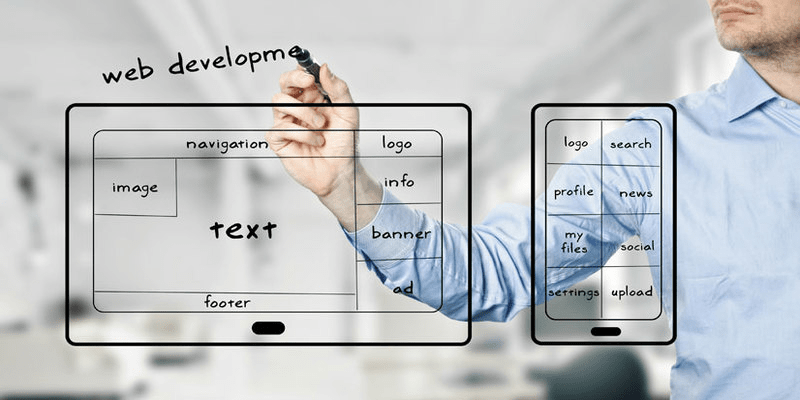 web developme
navigation
logo
image
info
text
banner
ad
footer
logo
search
profile
news
my
files
social
settings
upload